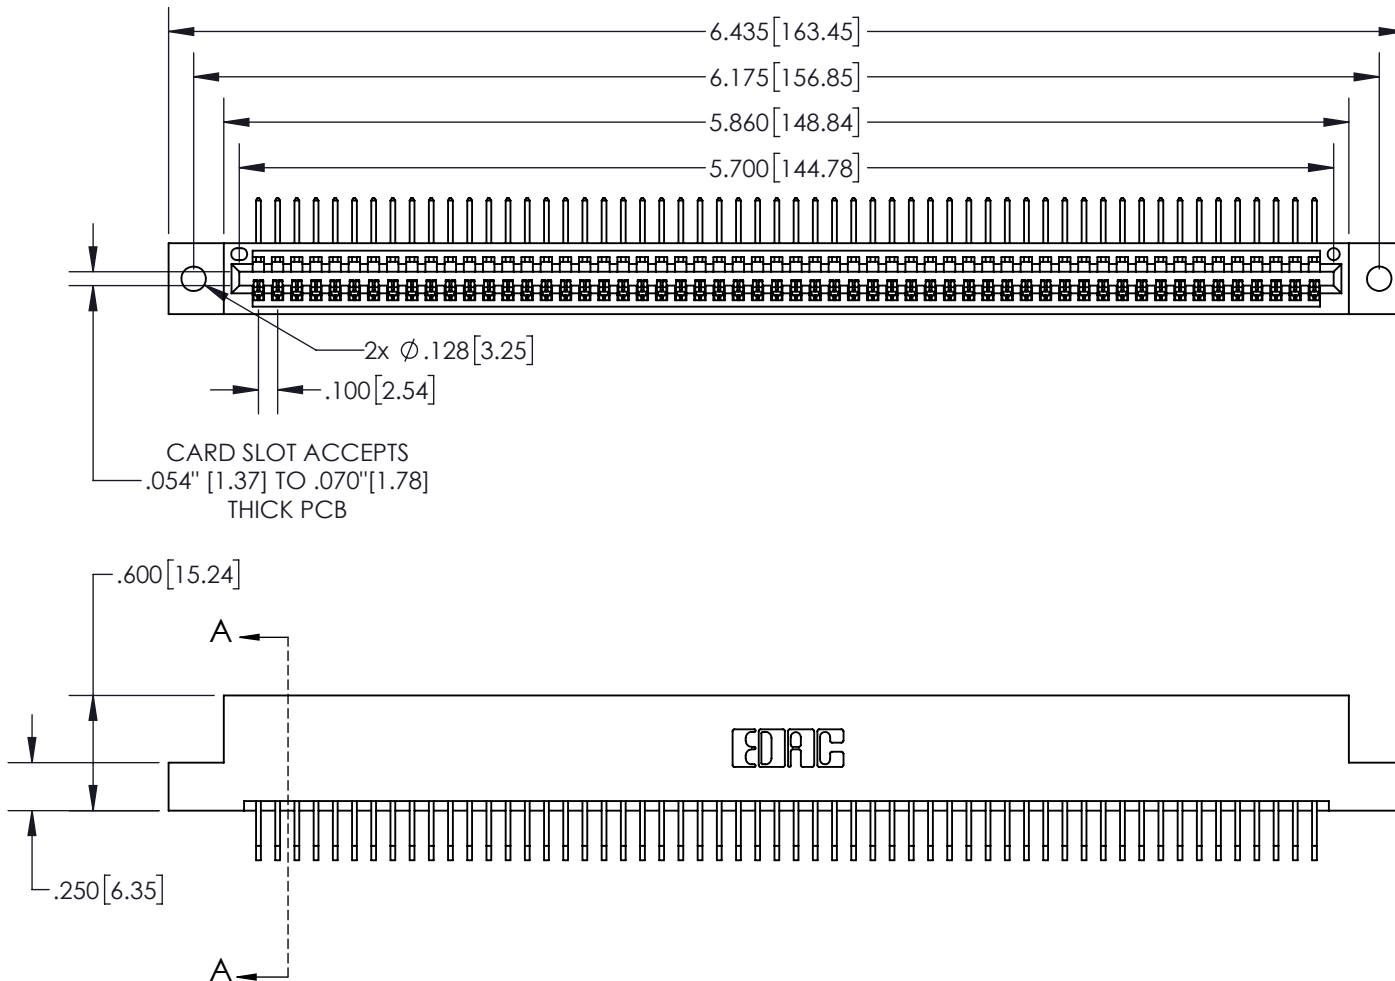 6.435[163.45]
6.175[156.85]
5.860[148.84]
5.700[144.78]
2x Ø.128[3.25]
.100[2.54]
CARD SLOT ACCEPTS
.054" [1.37] TO .070"[1.78]
THICK PCB
.600[15.24]
A
EDAC
.250[6.35]
A